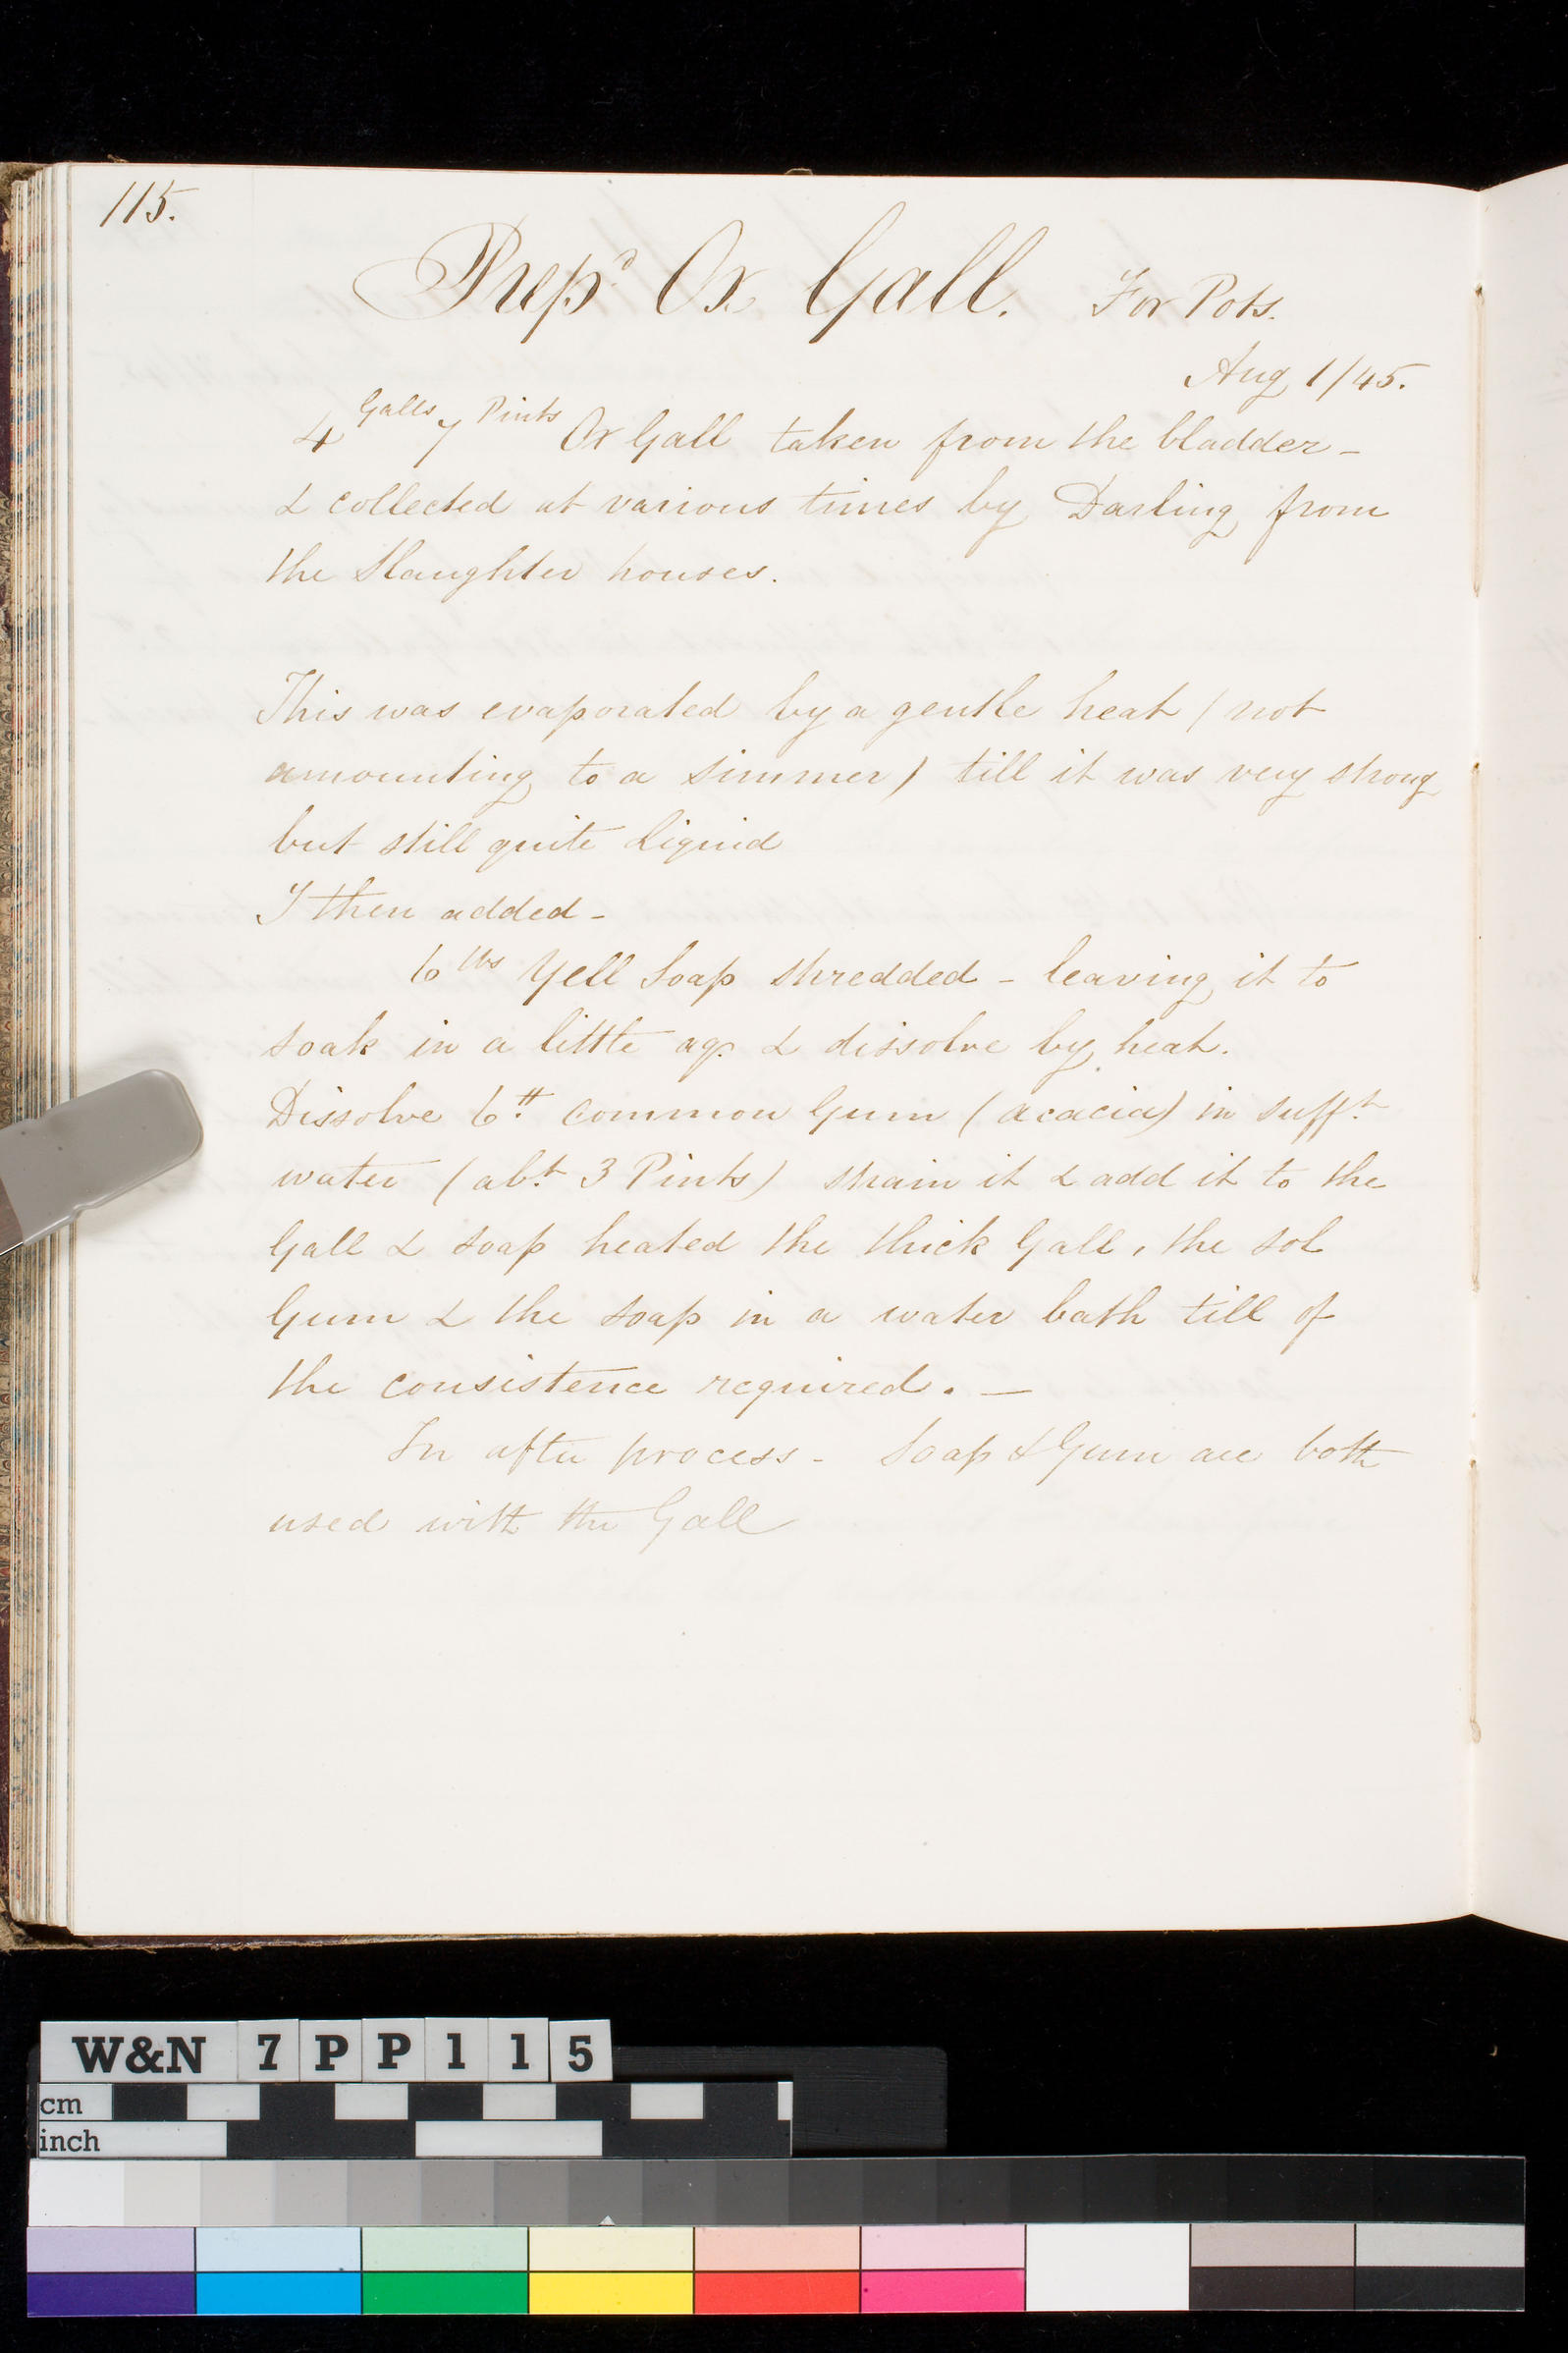 115.
Prepd Ox Gall. For Pots.
Aug 1/45.
4 Galls 7 Pints Ox Gall taken from the bladder -
& collected at various times by Darling from
the Slaughter houses.
This was evaporated by a gentle heat (not
amounting to a simmer) till it was very strong
but still quite liquid
I then added -
6 lbs Yell Soap shredded - leaving it to
soak in a little aq. & dissolve by heat.
Dissolve 6 lb common Gum (acacia) in sufft
water (abt 3 Pints) strain it & add it to the
Gall & soap heated the thick Gall, the sol
Gum & the soap in a water bath till of
the consistence required. -
In after process - Soap & Gum are both
used with the Gall
W&N 7PP115
cm
inch